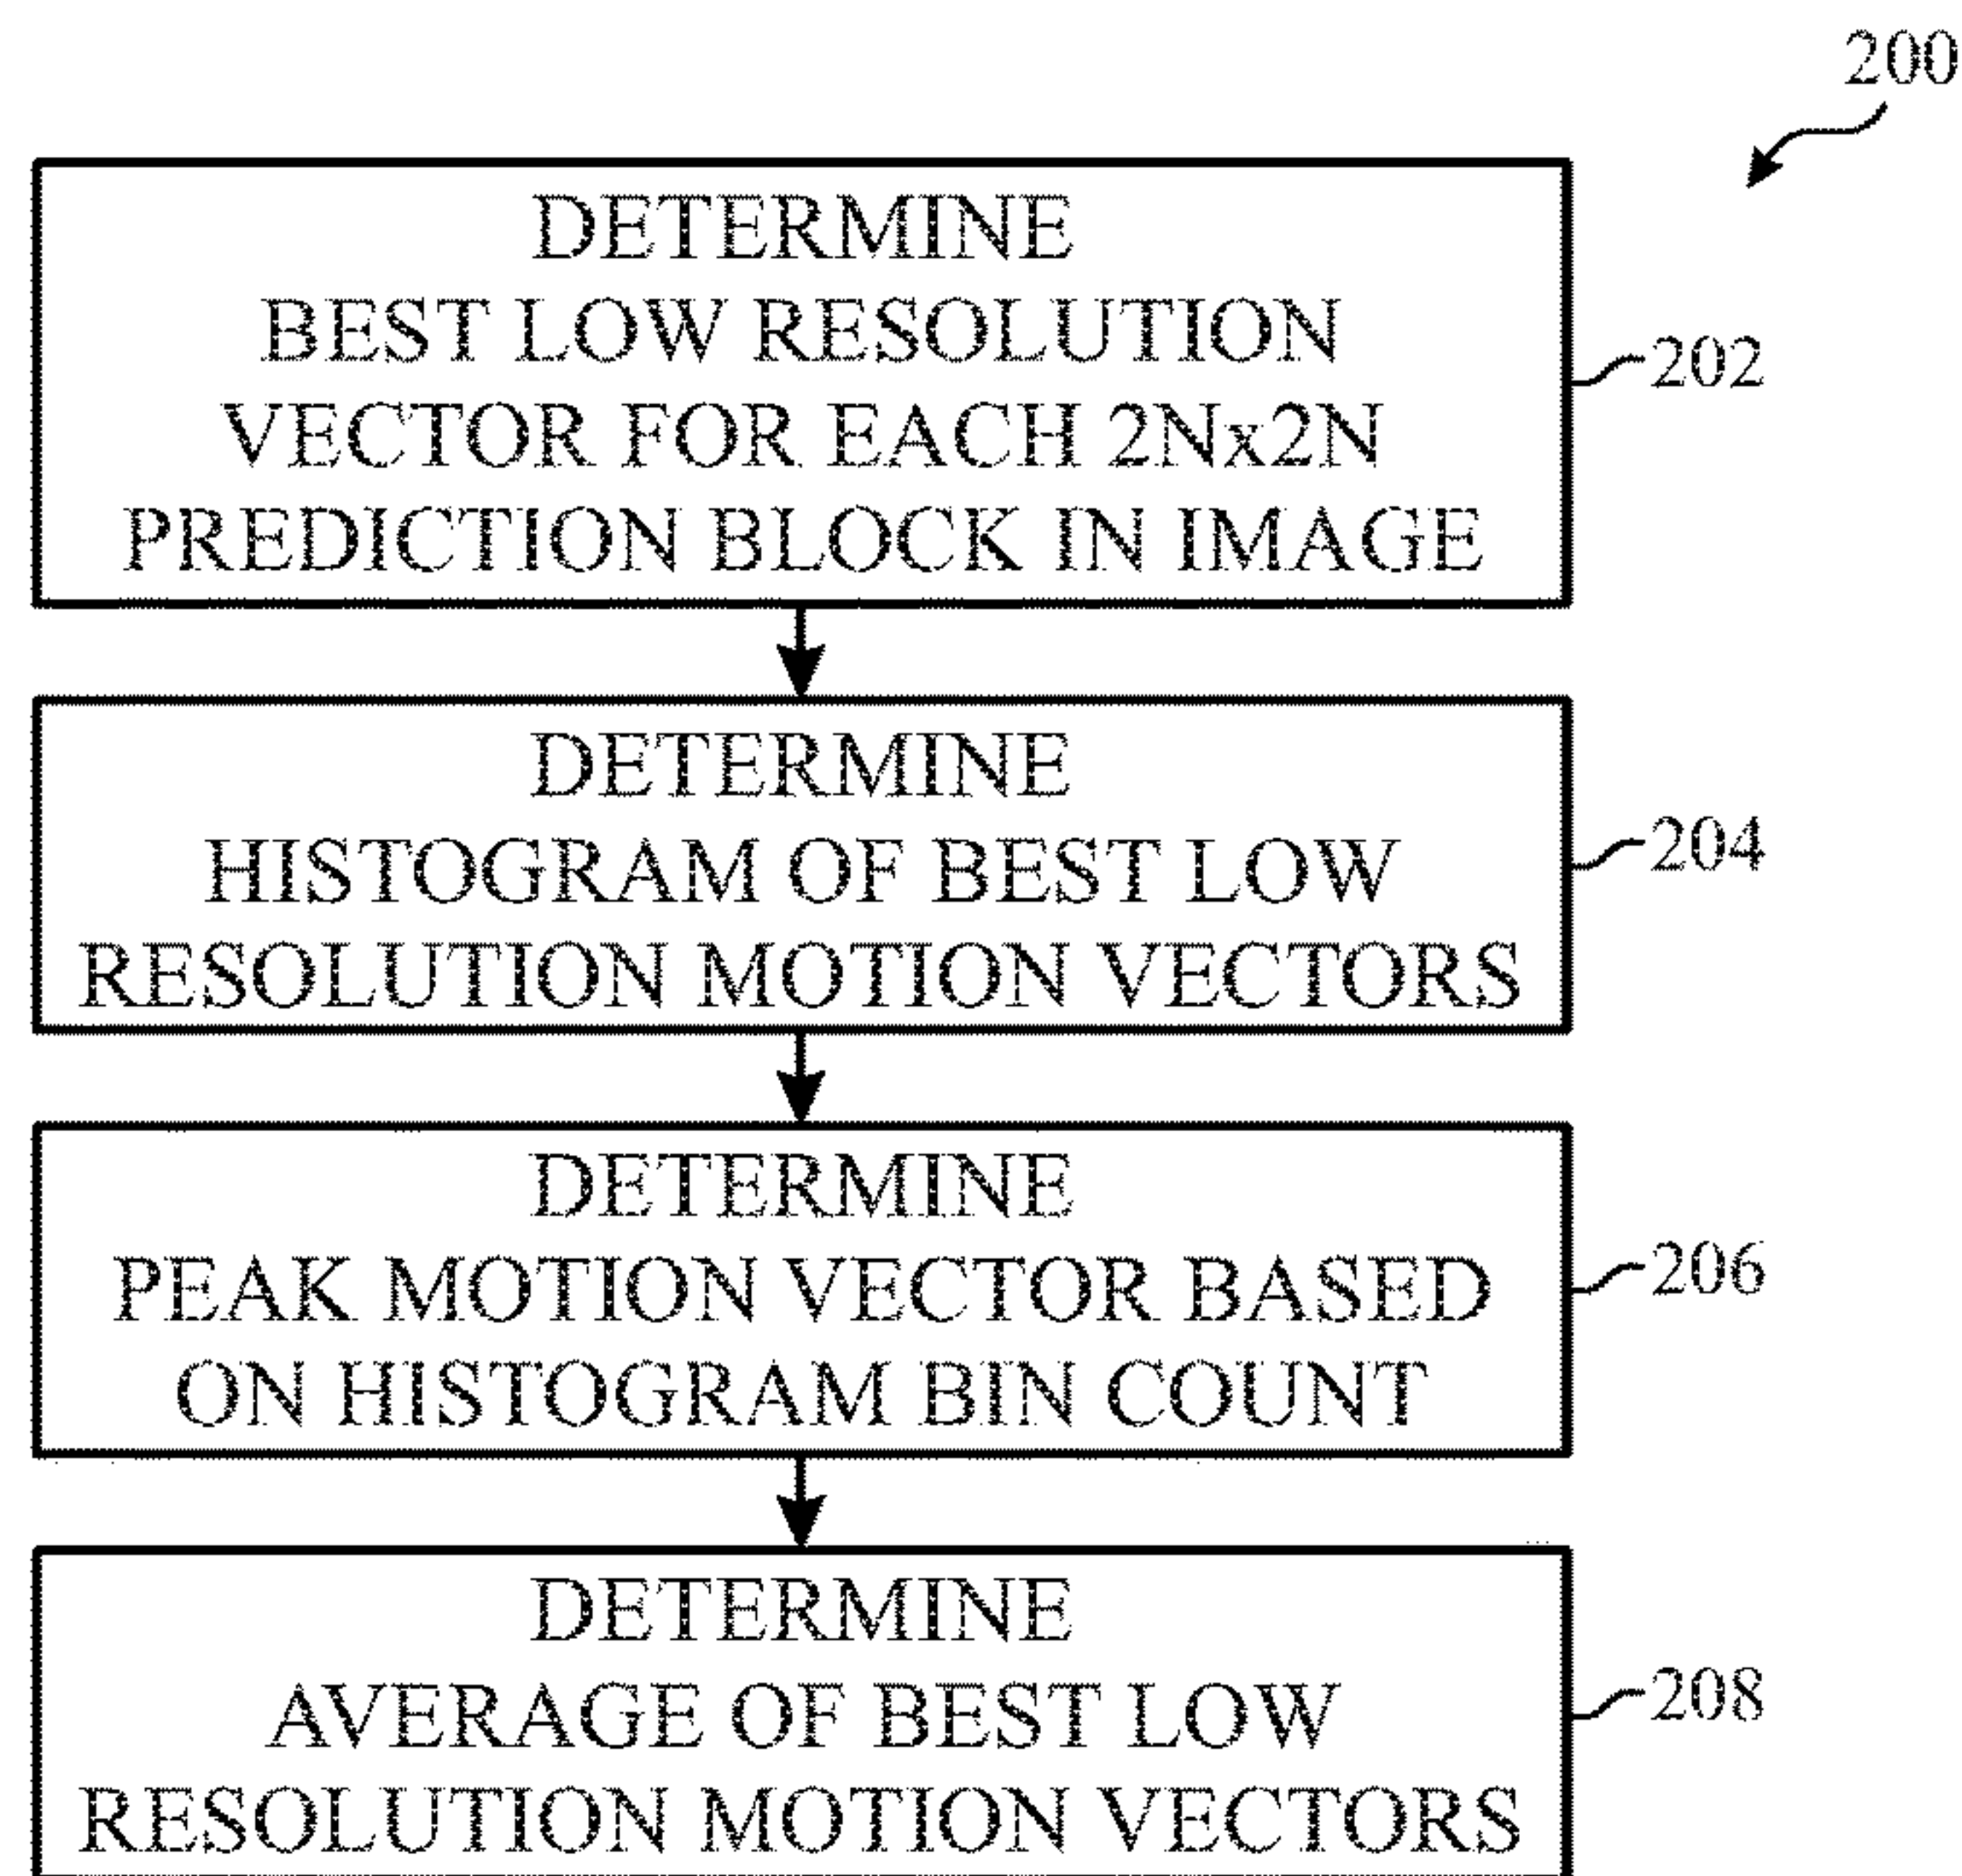 200
DETERMINE
BEST LOW RESOLUTION
VECTOR FOR EACH 2Nx2N
PREDICTION BLOCK IN IMAGE
202
DETERMINE
HISTOGRAM OF BEST LOW
RESOLUTION MOTION VECTORS
204
DETERMINE
PEAK MOTION VECTOR BASED
ON HISTOGRAM BIN COUNT
206
DETERMINE
AVERAGE OF BEST LOW
RESOLUTION MOTION VECTORS
208